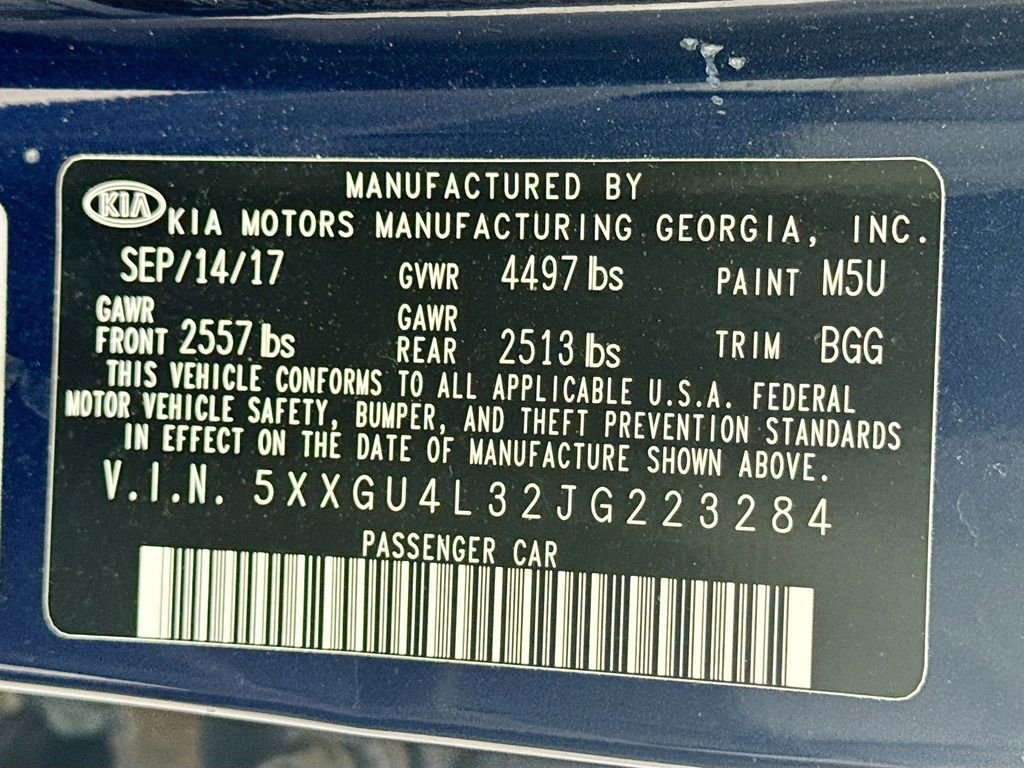 MANUFACTURED BY
KIA KIA MOTORS MANUFACTURING GEORGIA, INC.
SEP/14/17 GVWR 4497 lbs PAINT M5U
GAWR FRONT 2557 lbs GAWR REAR 2513 lbs TRIM BGG
THIS VEHICLE CONFORMS TO ALL APPLICABLE U.S.A. FEDERAL
MOTOR VEHICLE SAFETY, BUMPER, AND THEFT PREVENTION STANDARDS
IN EFFECT ON THE DATE OF MANUFACTURE SHOWN ABOVE.
V.I.N. 5XXGU4L32JG223284
PASSENGER CAR